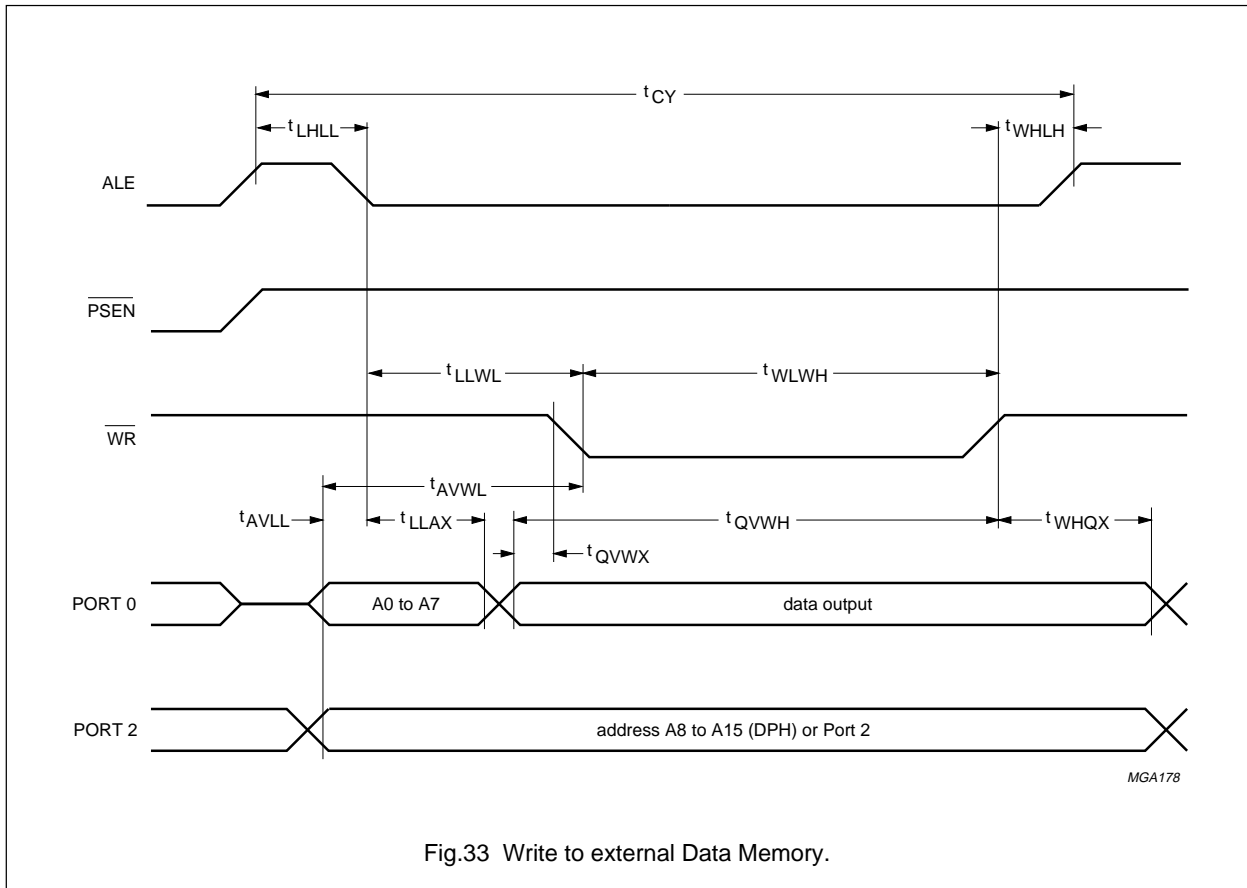 tCY
tLHLL
tWHLH
ALE
PSEN
tLLWL
tWLWH
WR
tAVWL
tAVLL
tLLAX
tQVWH
tWHQX
tQVWX
PORT 0
A0 to A7
data output
PORT 2
address A8 to A15 (DPH) or Port 2
MGA178
Fig.33 Write to external Data Memory.